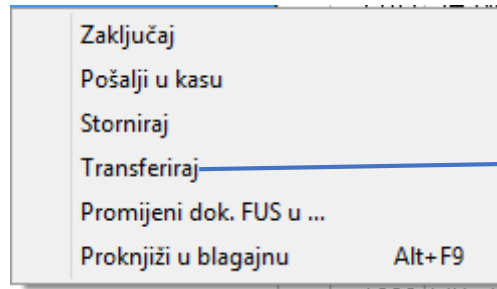 Zaključaj
Pošalji u kasu
Storniraj
Transferiraj
Promijeni dok. FUS u ...
Proknjiži u blagajnu Alt+F9